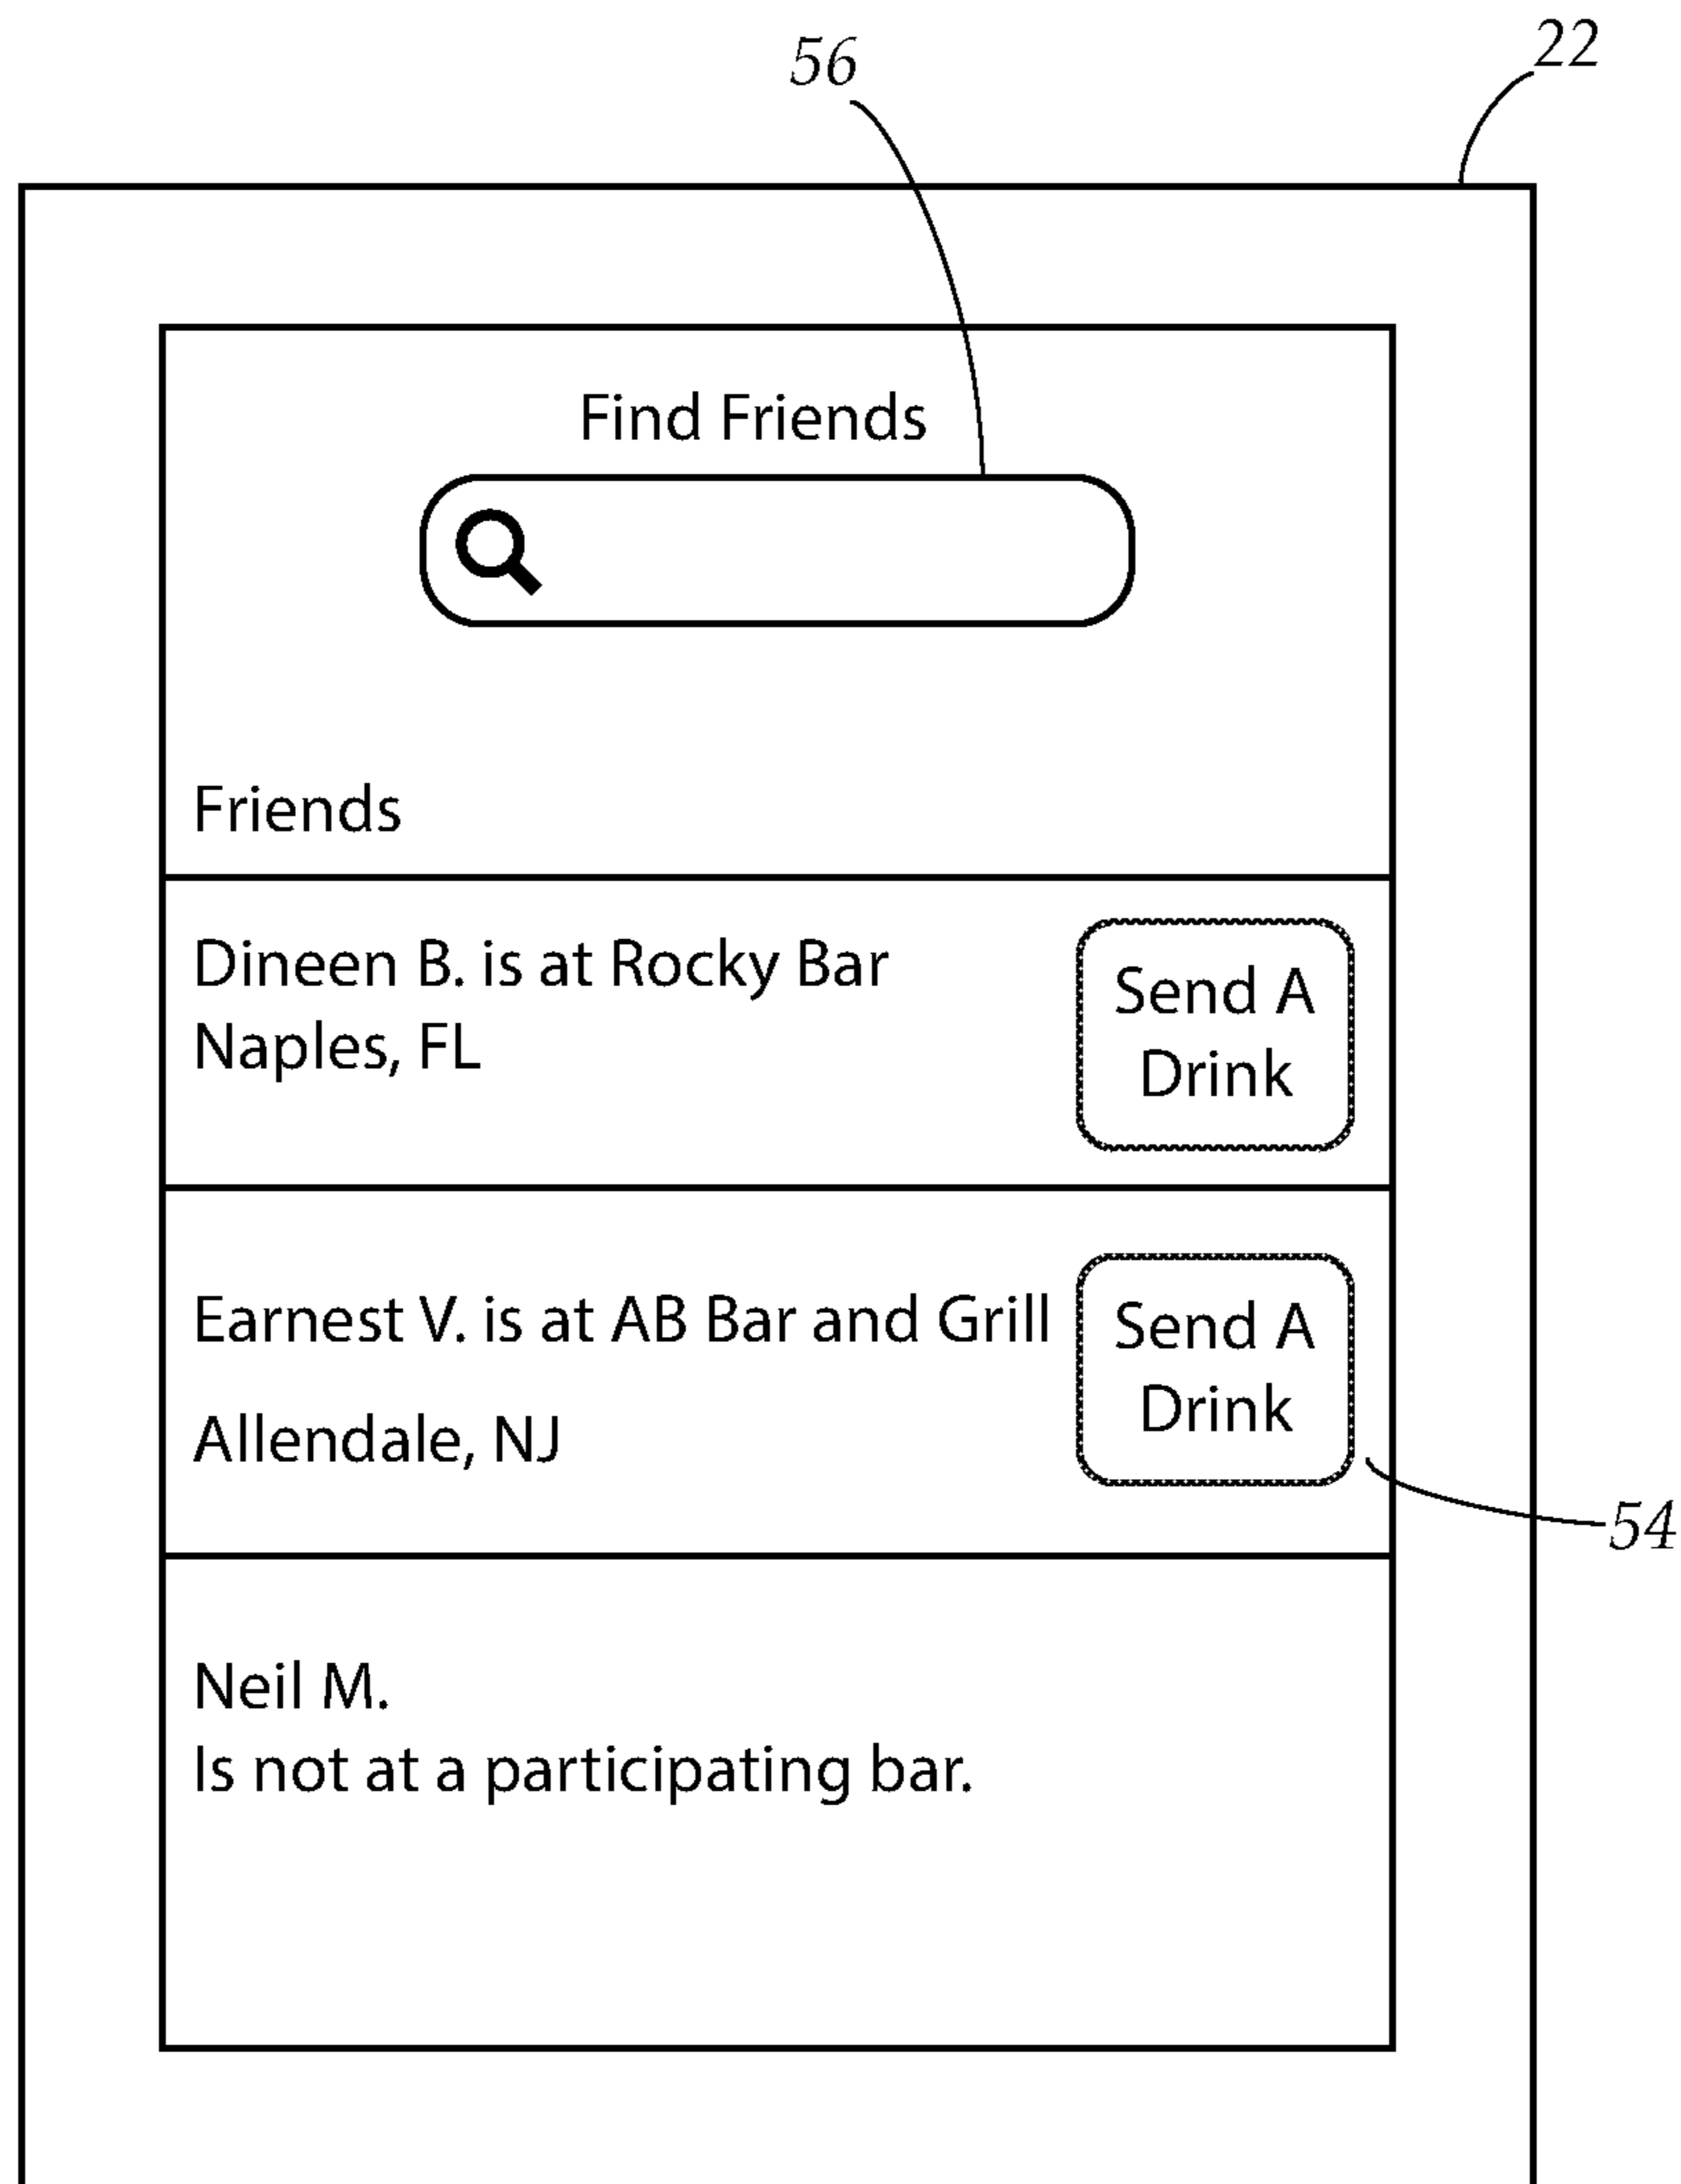 56
22
Find Friends
Friends
Dineen B. is at Rocky Bar
Naples, FL
Send A
Drink
Earnest V. is at AB Bar and Grill
Allendale, NJ
Send A
Drink
54
Neil M.
Is not at a participating bar.